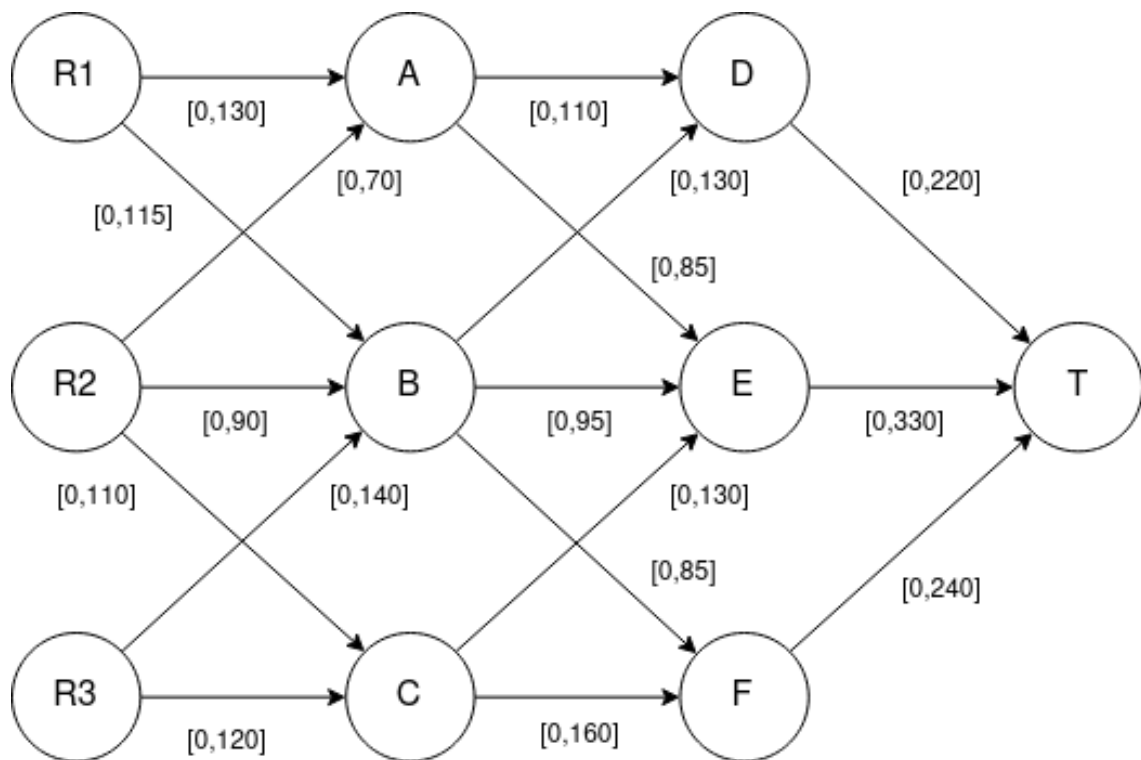 R1
A
D
[0,130]
[0,110]
[0,70]
[0,130]
[0,220]
[0,115]
[0,85]
R2
B
E
T
[0,90]
[0,95]
[0,330]
[0,110]
[0,140]
[0,130]
[0,85]
[0,240]
R3
C
F
[0,120]
[0,160]